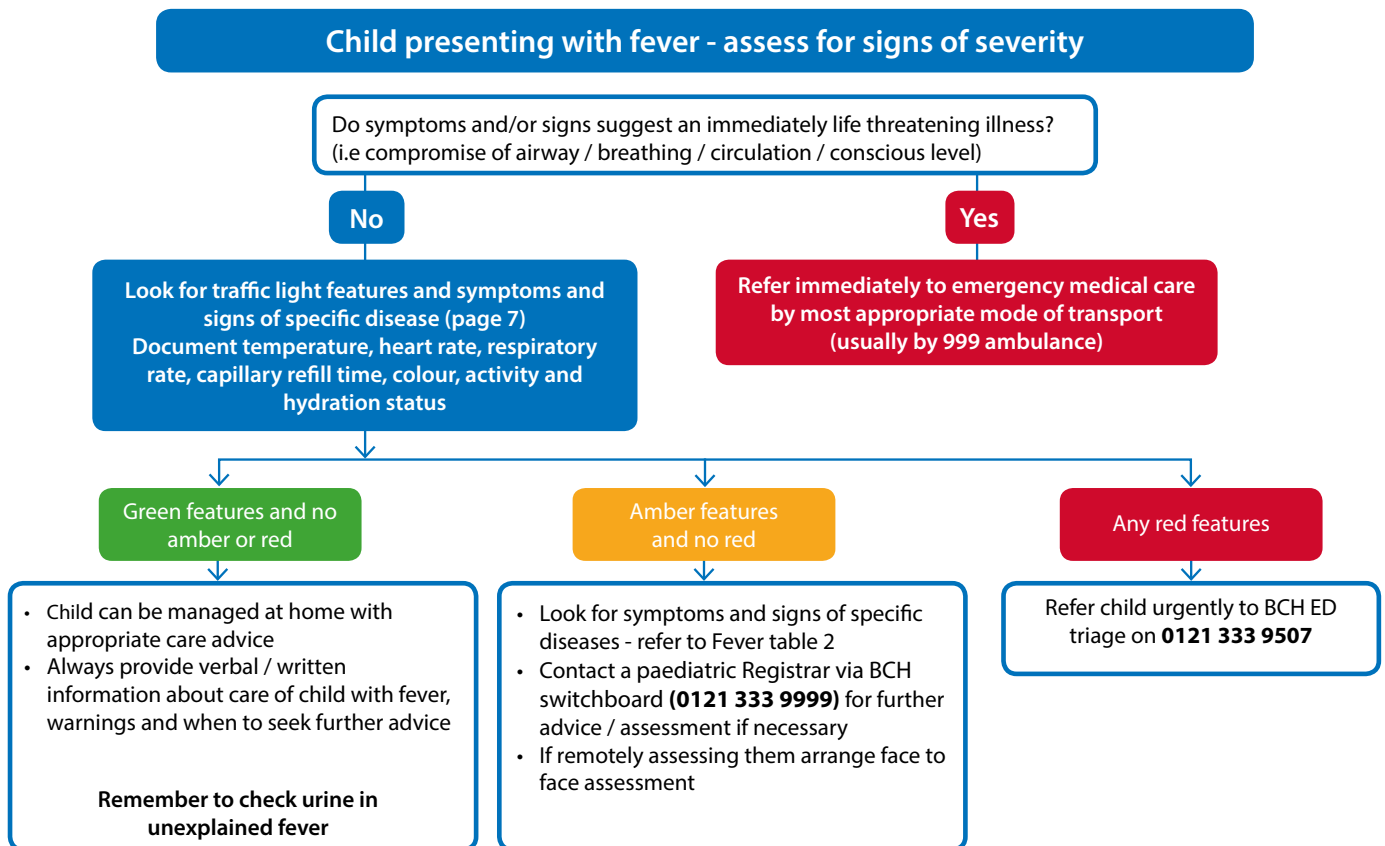 Child presenting with fever - assess for signs of severity
Do symptoms and/or signs suggest an immediately life threatening illness?
(i.e compromise of airway / breathing / circulation / conscious level)
No
Yes
Look for traffic light features and symptoms and
signs of specific disease (page 7)
Document temperature, heart rate, respiratory
rate, capillary refill time, colour, activity and
hydration status
Refer immediately to emergency medical care
by most appropriate mode of transport
(usually by 999 ambulance)
Green features and no
amber or red
Amber features
and no red
Any red features
• Child can be managed at home with
appropriate care advice
• Always provide verbal / written
information about care of child with fever,
warnings and when to seek further advice
Remember to check urine in
unexplained fever
• Look for symptoms and signs of specific
diseases - refer to Fever table 2
• Contact a paediatric Registrar via BCH
switchboard (0121 333 9999) for further
advice / assessment if necessary
• If remotely assessing them arrange face to
face assessment
Refer child urgently to BCH ED
triage on 0121 333 9507